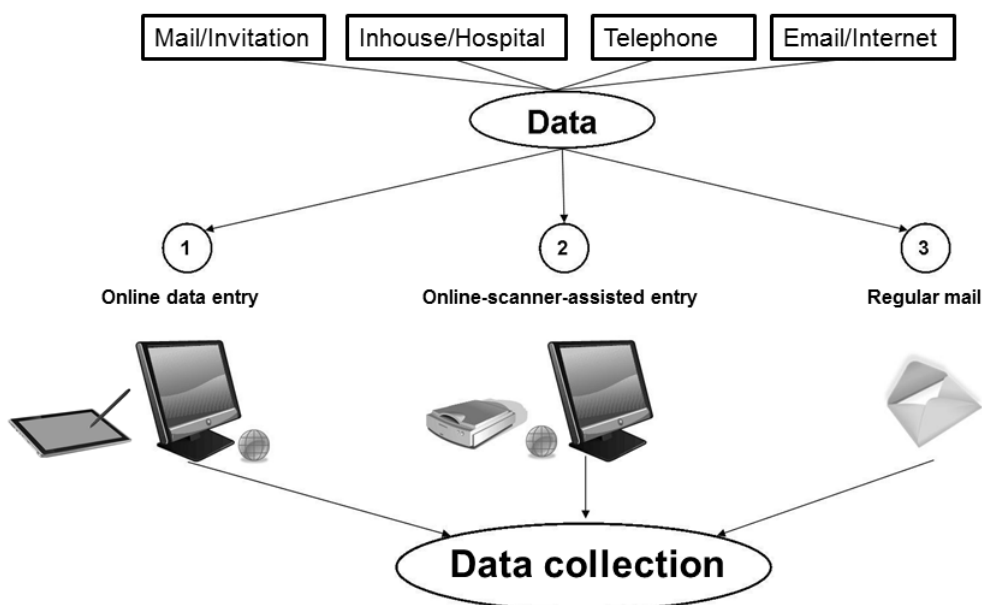 Mail/Invitation
Inhouse/Hospital
Telephone
Email/Internet
Data
1
2
3
Online data entry
Online-scanner-assisted entry
Regular mail
Data collection